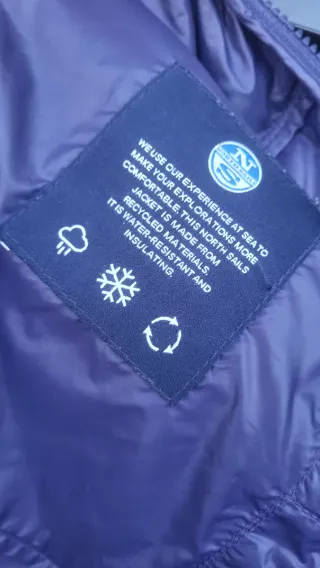 N
S
WE USE OUR EXPERIENCE AT SEA TO
MAKE YOUR EXPLORATIONS MORE
COMFORTABLE. THIS NORTH SAILS
JACKET IS MADE FROM
RECYCLED MATERIALS.
IT IS WATER-RESISTANT AND
INSULATING.